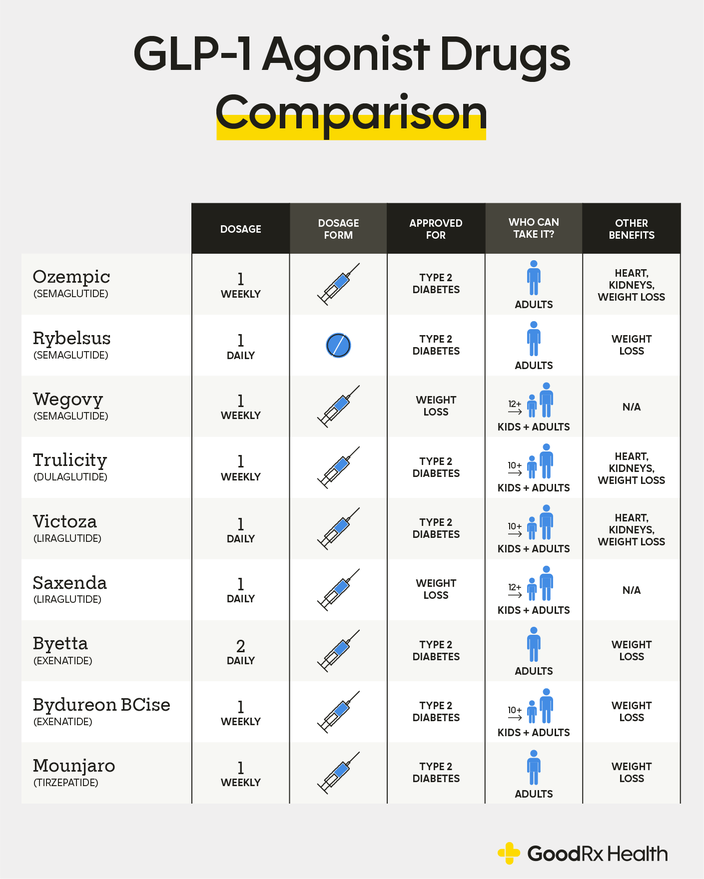 GLP-1 Agonist Drugs
Comparison
DOSAGE
DOSAGE
FORM
APPROVED
FOR
WHO CAN
TAKE IT?
OTHER
BENEFITS
Ozempic
(SEMAGLUTIDE)
1
WEEKLY
TYPE 2
DIABETES
ADULTS
HEART,
KIDNEYS,
WEIGHT LOSS
Rybelsus
(SEMAGLUTIDE)
1
DAILY
TYPE 2
DIABETES
ADULTS
WEIGHT
LOSS
Wegovy
(SEMAGLUTIDE)
1
WEEKLY
WEIGHT
LOSS
12+
KIDS + ADULTS
N/A
Trulicity
(DULAGLUTIDE)
1
WEEKLY
TYPE 2
DIABETES
10+
KIDS + ADULTS
HEART,
KIDNEYS,
WEIGHT LOSS
Victoza
(LIRAGLUTIDE)
1
DAILY
TYPE 2
DIABETES
10+
KIDS + ADULTS
HEART,
KIDNEYS,
WEIGHT LOSS
Saxenda
(LIRAGLUTIDE)
1
DAILY
WEIGHT
LOSS
12+
KIDS + ADULTS
N/A
Byetta
(EXENATIDE)
2
DAILY
TYPE 2
DIABETES
ADULTS
WEIGHT
LOSS
Bydureon BCise
(EXENATIDE)
1
WEEKLY
TYPE 2
DIABETES
10+
KIDS + ADULTS
WEIGHT
LOSS
Mounjaro
(TIRZEPATIDE)
1
WEEKLY
TYPE 2
DIABETES
ADULTS
WEIGHT
LOSS
GoodRx Health